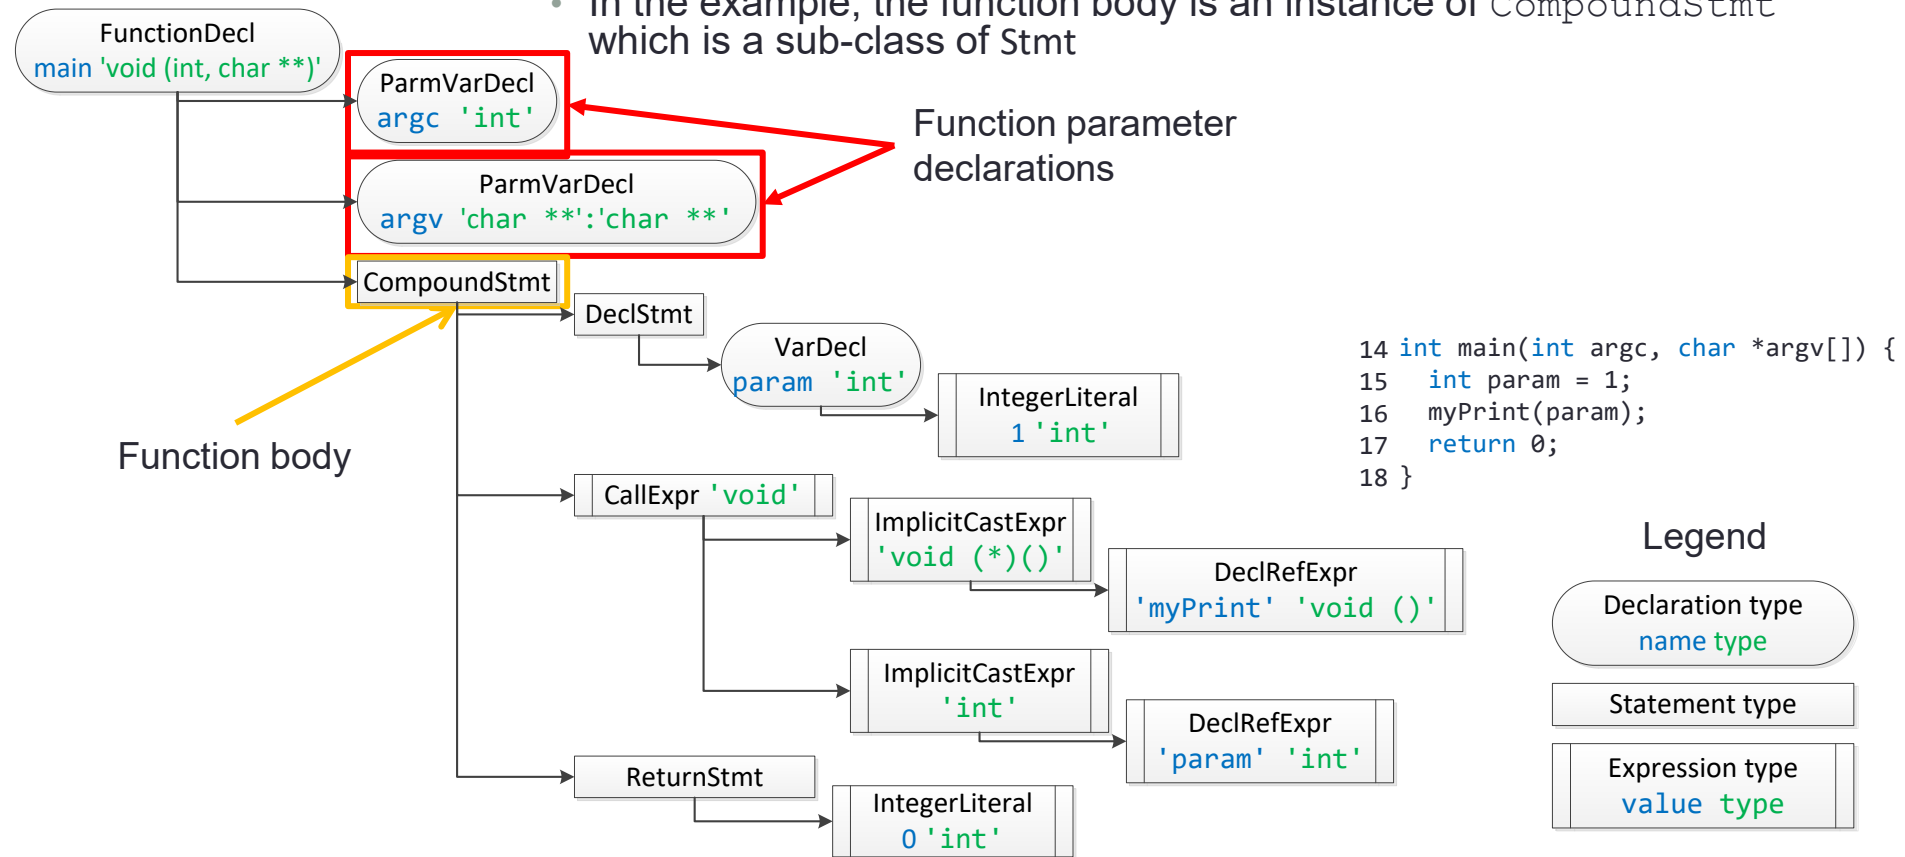 • In the example, the function body is an instance of CompoundStmt
which is a sub-class of Stmt
FunctionDecl
main 'void (int, char **)'
ParmVarDecl
argc 'int'
Function parameter
declarations
ParmVarDecl
argv 'char **':'char **'
CompoundStmt
DeclStmt
VarDecl
param 'int'
IntegerLiteral
1 'int'
Function body
CallExpr 'void'
ImplicitCastExpr
'void (*)()'
DeclRefExpr
'myPrint' 'void ()'
ImplicitCastExpr
'int'
DeclRefExpr
'param' 'int'
ReturnStmt
IntegerLiteral
0 'int'
14 int main(int argc, char *argv[]) {
15 int param = 1;
16 myPrint(param);
17 return 0;
18 }
Legend
Declaration type
name type
Statement type
Expression type
value type